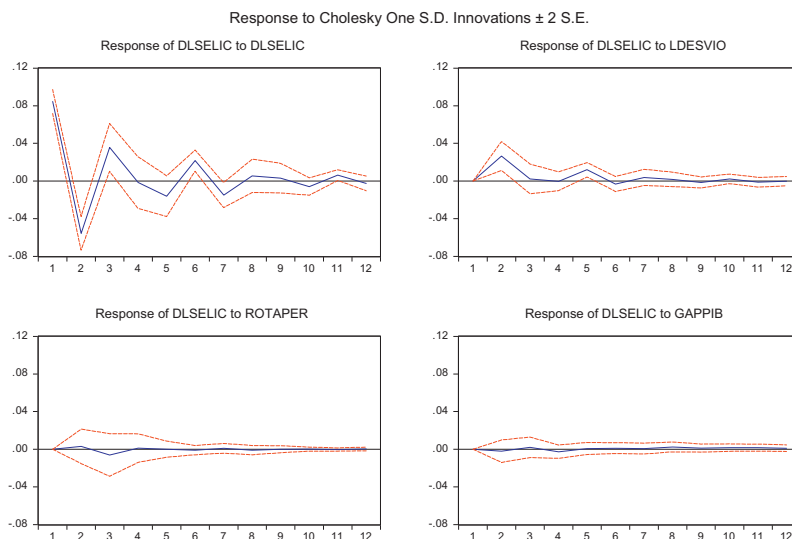 Response to Cholesky One S.D. Innovations ± 2 S.E.
Response of DLSELIC to DLSELIC
.12
.08
.04
.00
-.04
-.08
1 2 3 4 5 6 7 8 9 10 11 12
Response of DLSELIC to LDESVIO
.12
.08
.04
.00
-.04
-.08
1 2 3 4 5 6 7 8 9 10 11 12
Response of DLSELIC to ROTAPER
.12
.08
.04
.00
-.04
-.08
1 2 3 4 5 6 7 8 9 10 11 12
Response of DLSELIC to GAPPIB
.12
.08
.04
.00
-.04
-.08
1 2 3 4 5 6 7 8 9 10 11 12